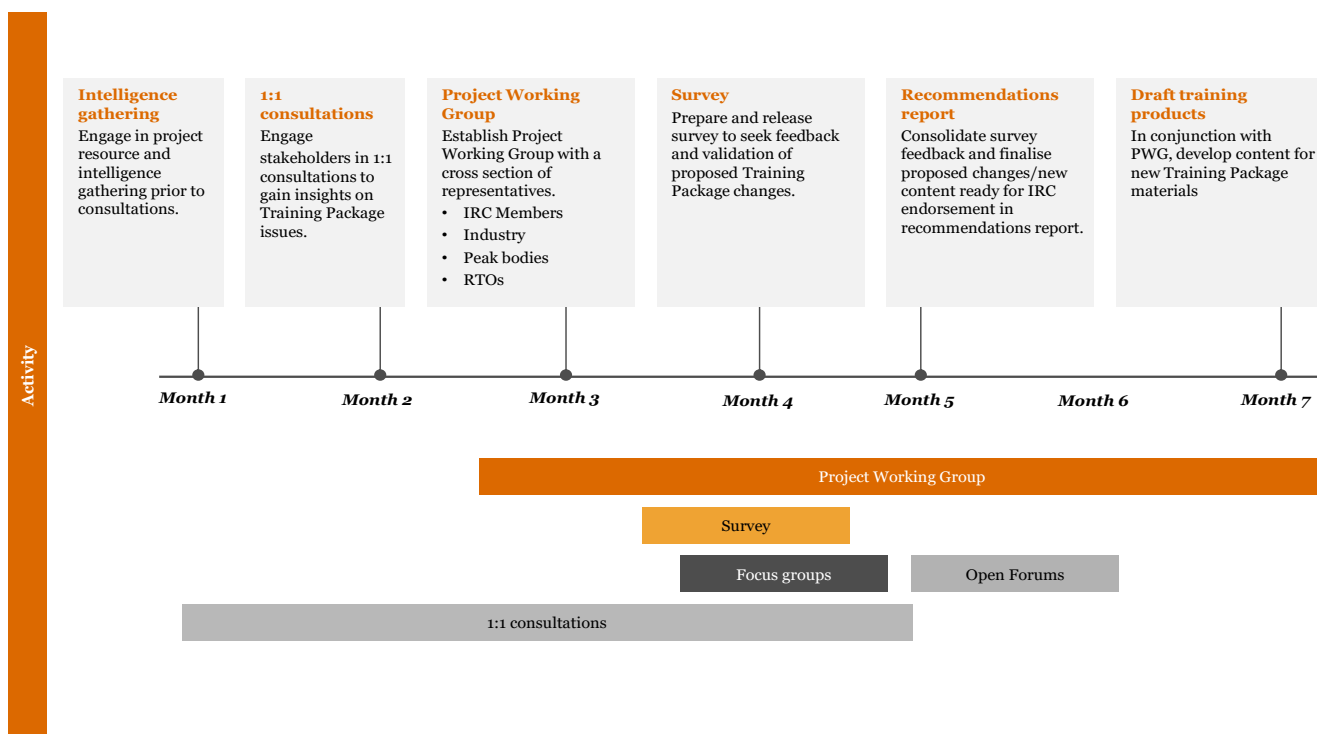 Activity
Intelligence
gathering
Engage in project
resource and
intelligence
gathering prior to
consultations.
1:1
consultations
Engage
stakeholders in 1:1
consultations to
gain insights on
Training Package
issues.
Project Working
Group
Establish Project
Working Group with a
cross section of
representatives.
• IRC Members
• Industry
• Peak bodies
• RTOs
Survey
Prepare and release
survey to seek feedback
and validation of
proposed Training
Package changes.
Recommendations
report
Consolidate survey
feedback and finalise
proposed changes/new
content ready for IRC
endorsement in
recommendations report.
Draft training
products
In conjunction with
PWG, develop content for
new Training Package
materials
Month 1 Month 2 Month 3 Month 4 Month 5 Month 6 Month 7
Project Working Group
Survey
Focus groups Open Forums
1:1 consultations